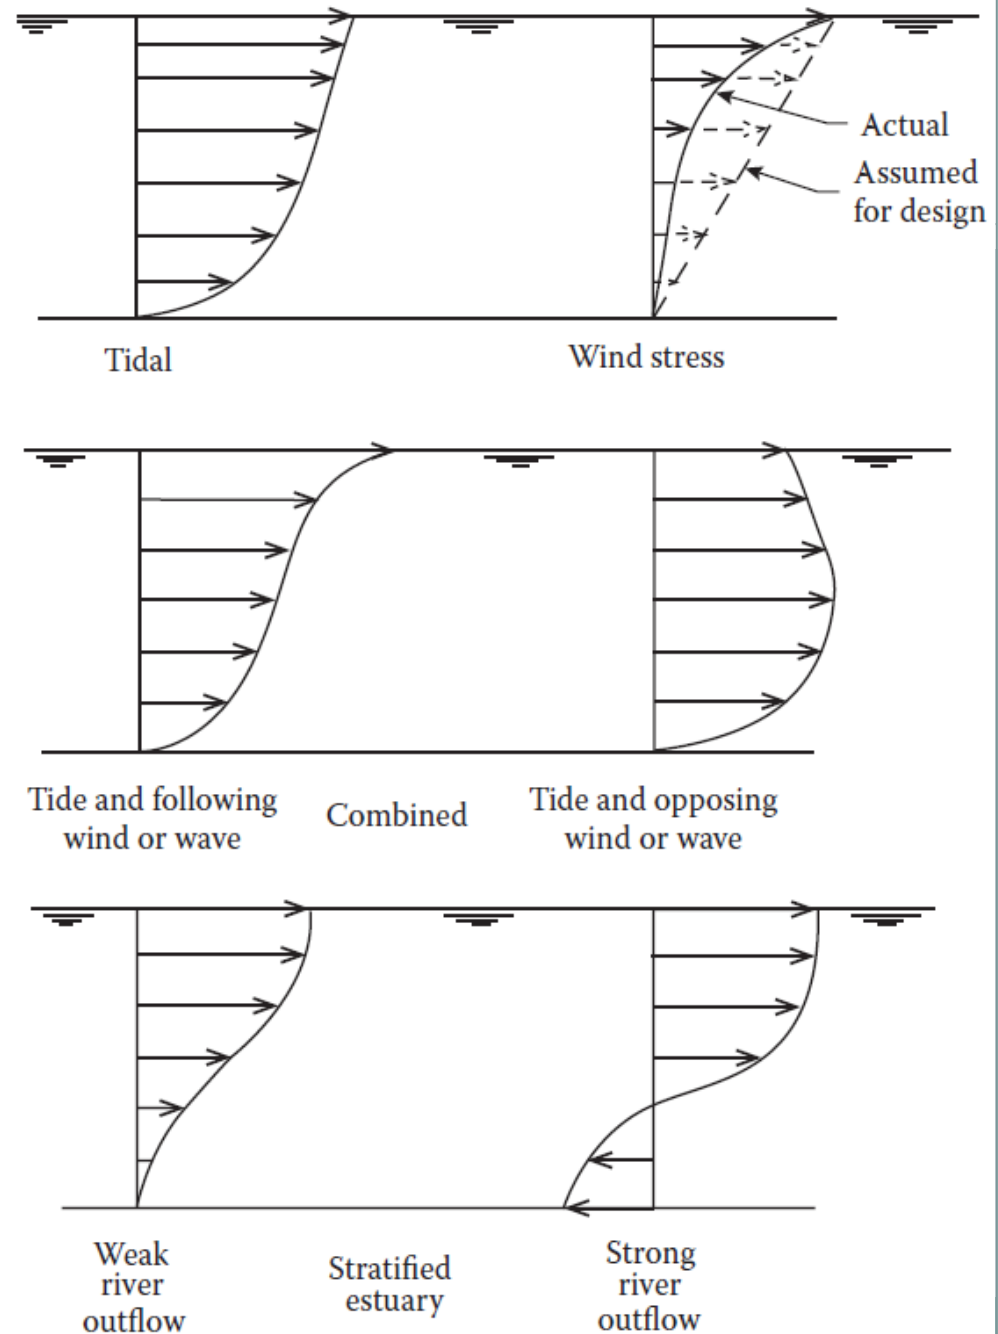 Actual
Assumed
for design
Tidal
Wind stress
Tide and following
wind or wave
Combined
Tide and opposing
wind or wave
Weak
river
outflow
Stratified
estuary
Strong
river
outflow